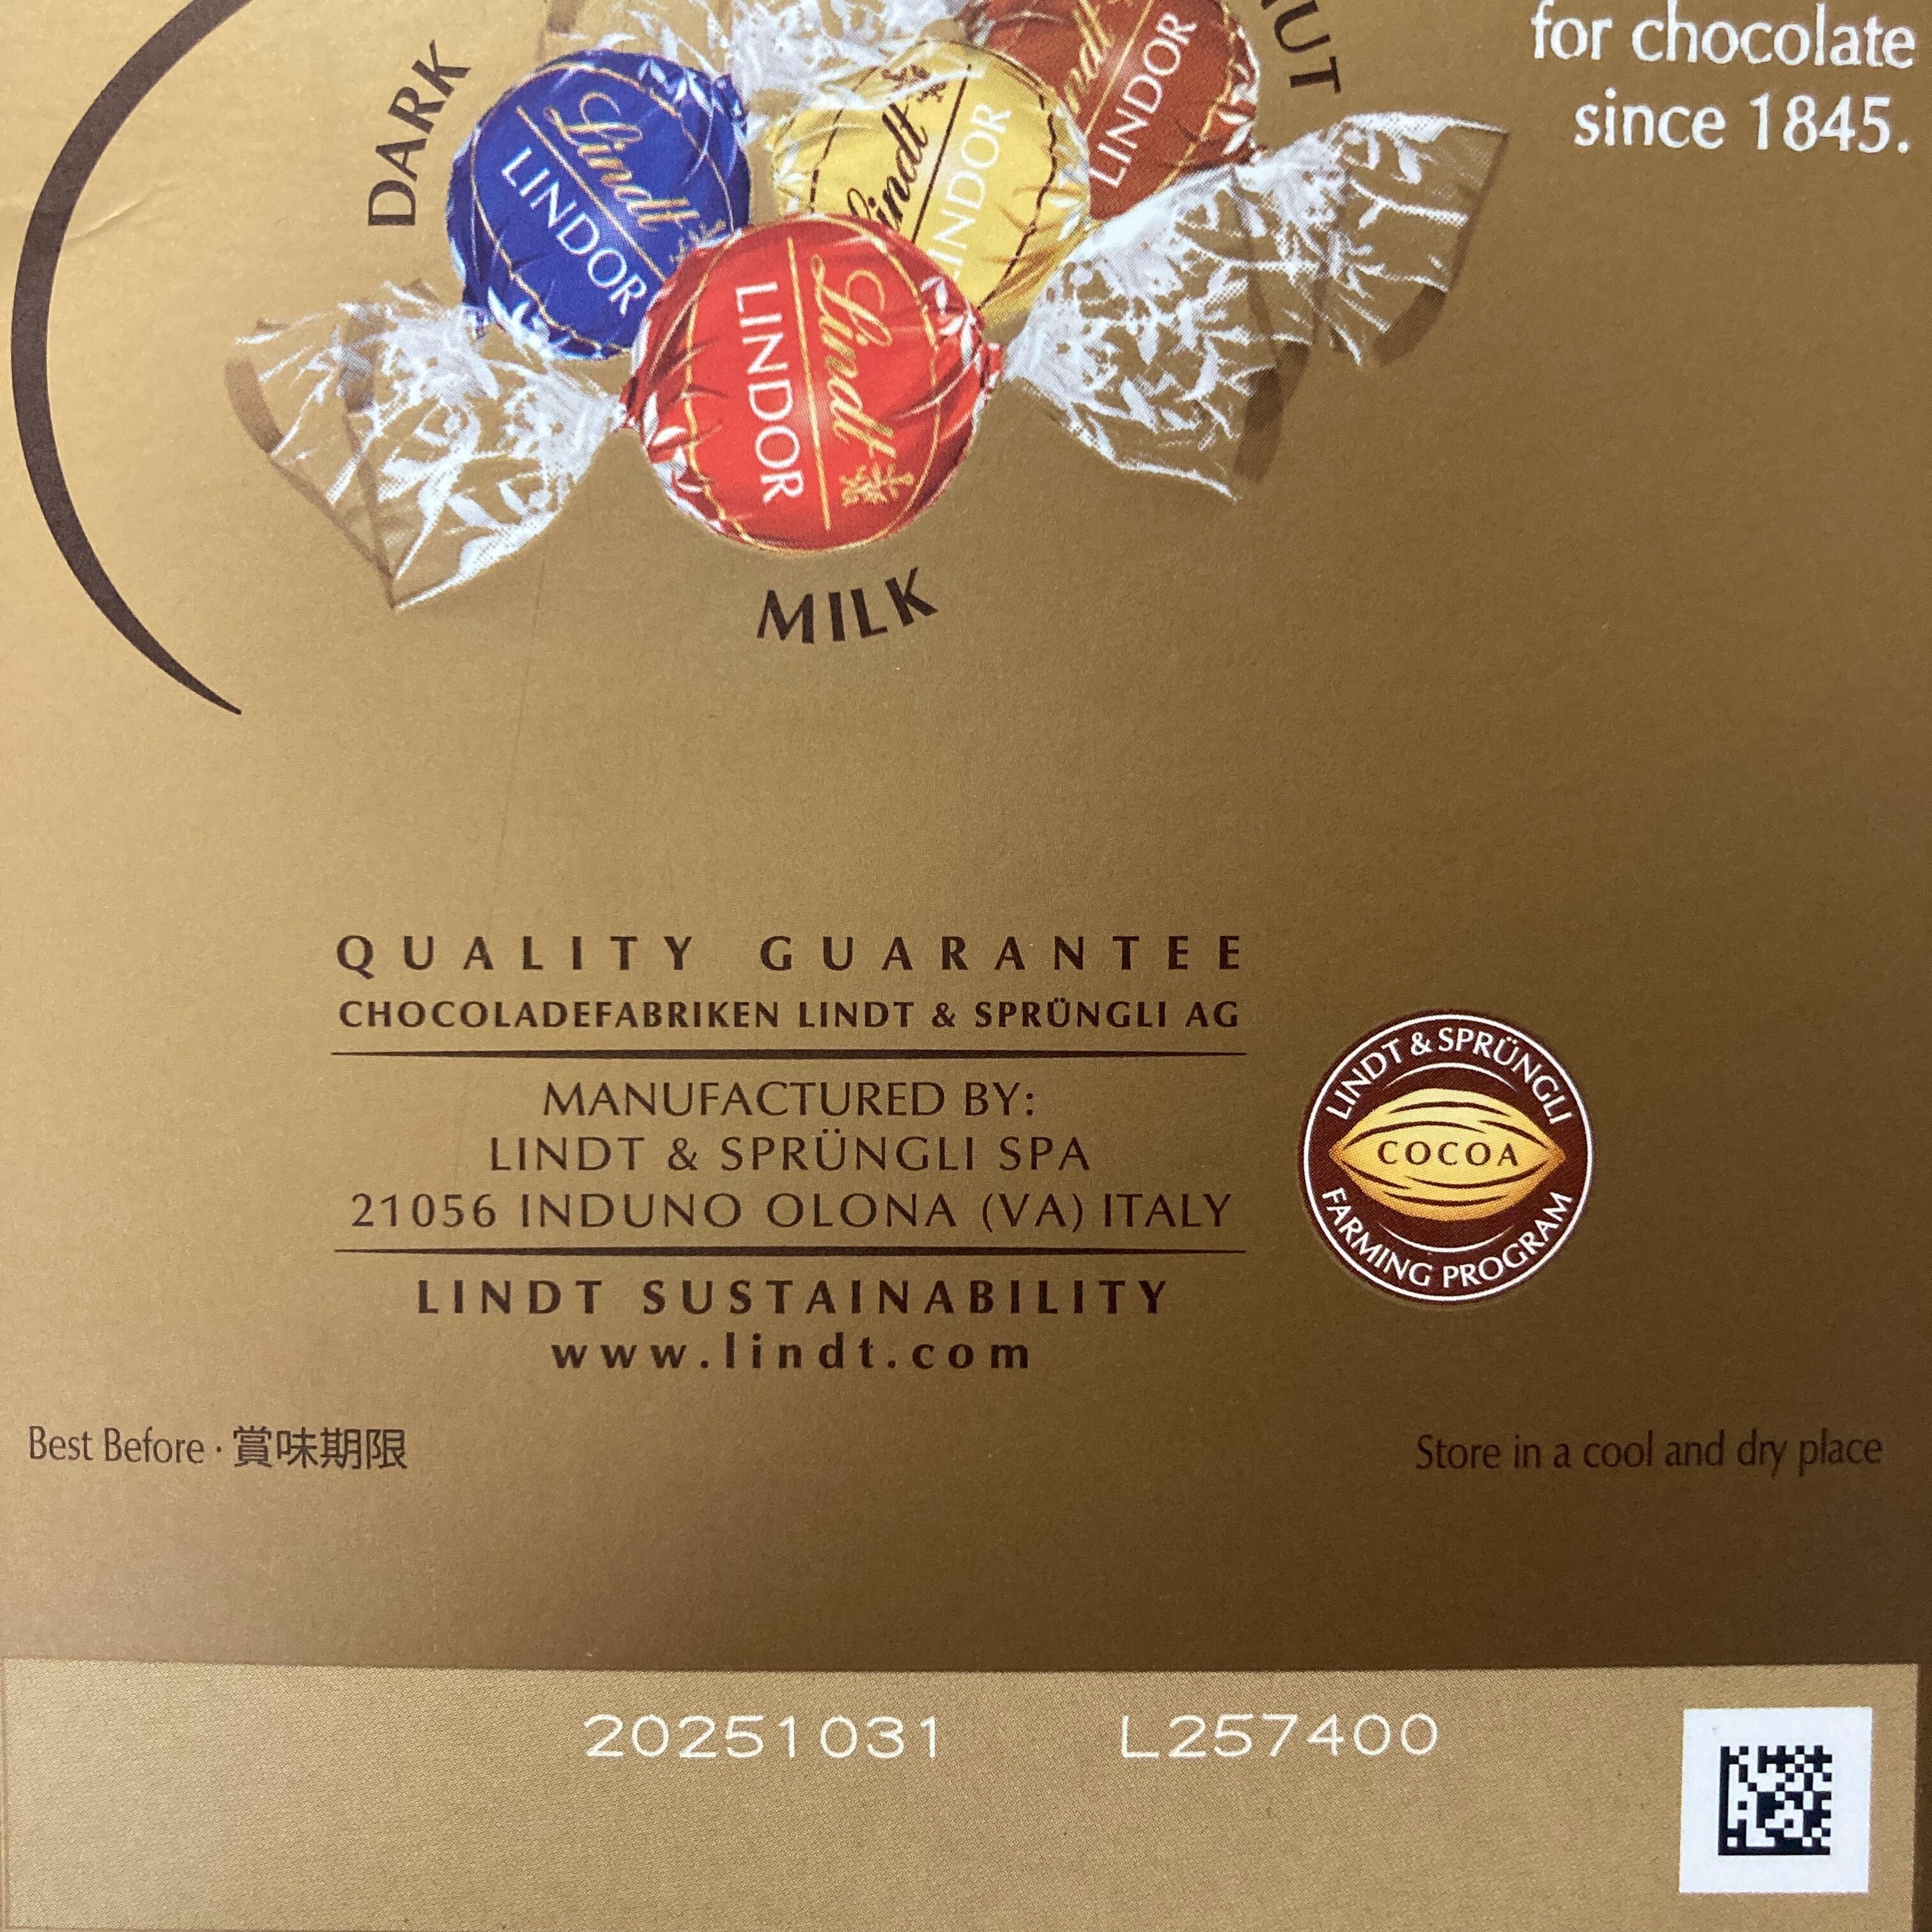 for chocolate
since 1845.
DARK
Lindt
LINDOR
Lindt
LINDOR
LINDOR
Lindt
LINDOR
MILK
QUALITY GUARANTEE
CHOCOLADEFABRIKEN LINDT & SPRÜNGLI AG
MANUFACTURED BY:
LINDT & SPRÜNGLI SPA
21056 INDUNO OLONA (VA) ITALY
LINDT SUSTAINABILITY
www.lindt.com
LINDT & SPRÜNGLI
COCOA
FARMING PROGRAM
Best Before · 賞味期限
Store in a cool and dry place
20251031 L257400